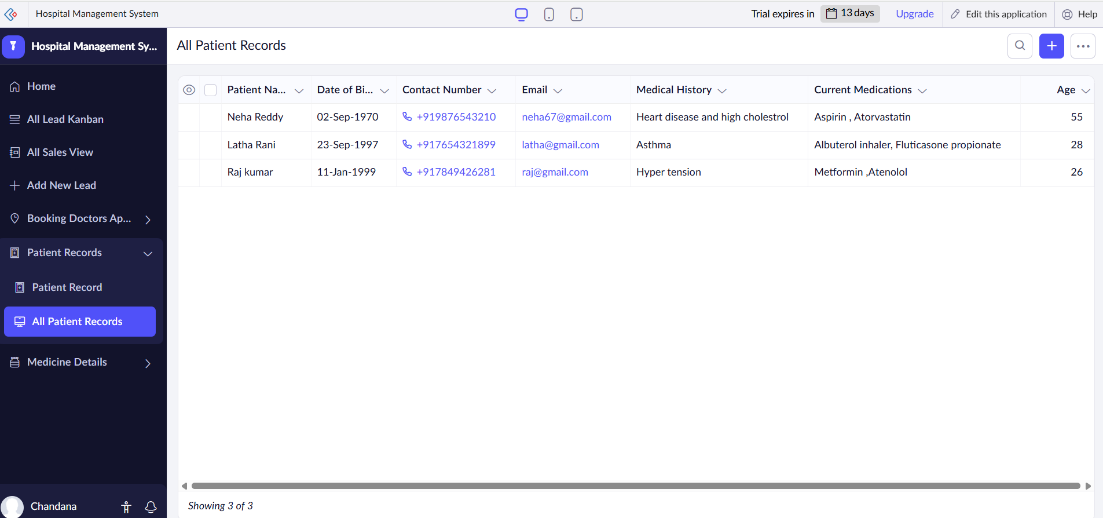 Hospital Management System
Trial expires in 13 days Upgrade Edit this application Help
Hospital Management Sy...
Home
All Lead Kanban
All Sales View
Add New Lead
Booking Doctors Ap...
Patient Records
Patient Record
All Patient Records
Medicine Details
Chandana
All Patient Records
Patient Na... Date of Bi... Contact Number Email Medical History Current Medications Age
Neha Reddy 02-Sep-1970 +919876543210 neha67@gmail.com Heart disease and high cholestrol Aspirin , Atorvastatin 55
Latha Rani 23-Sep-1997 +917654321899 latha@gmail.com Asthma Albuterol inhaler, Fluticasone propionate 28
Raj kumar 11-Jan-1999 +917849426281 raj@gmail.com Hyper tension Metformin ,Atenolol 26
Showing 3 of 3